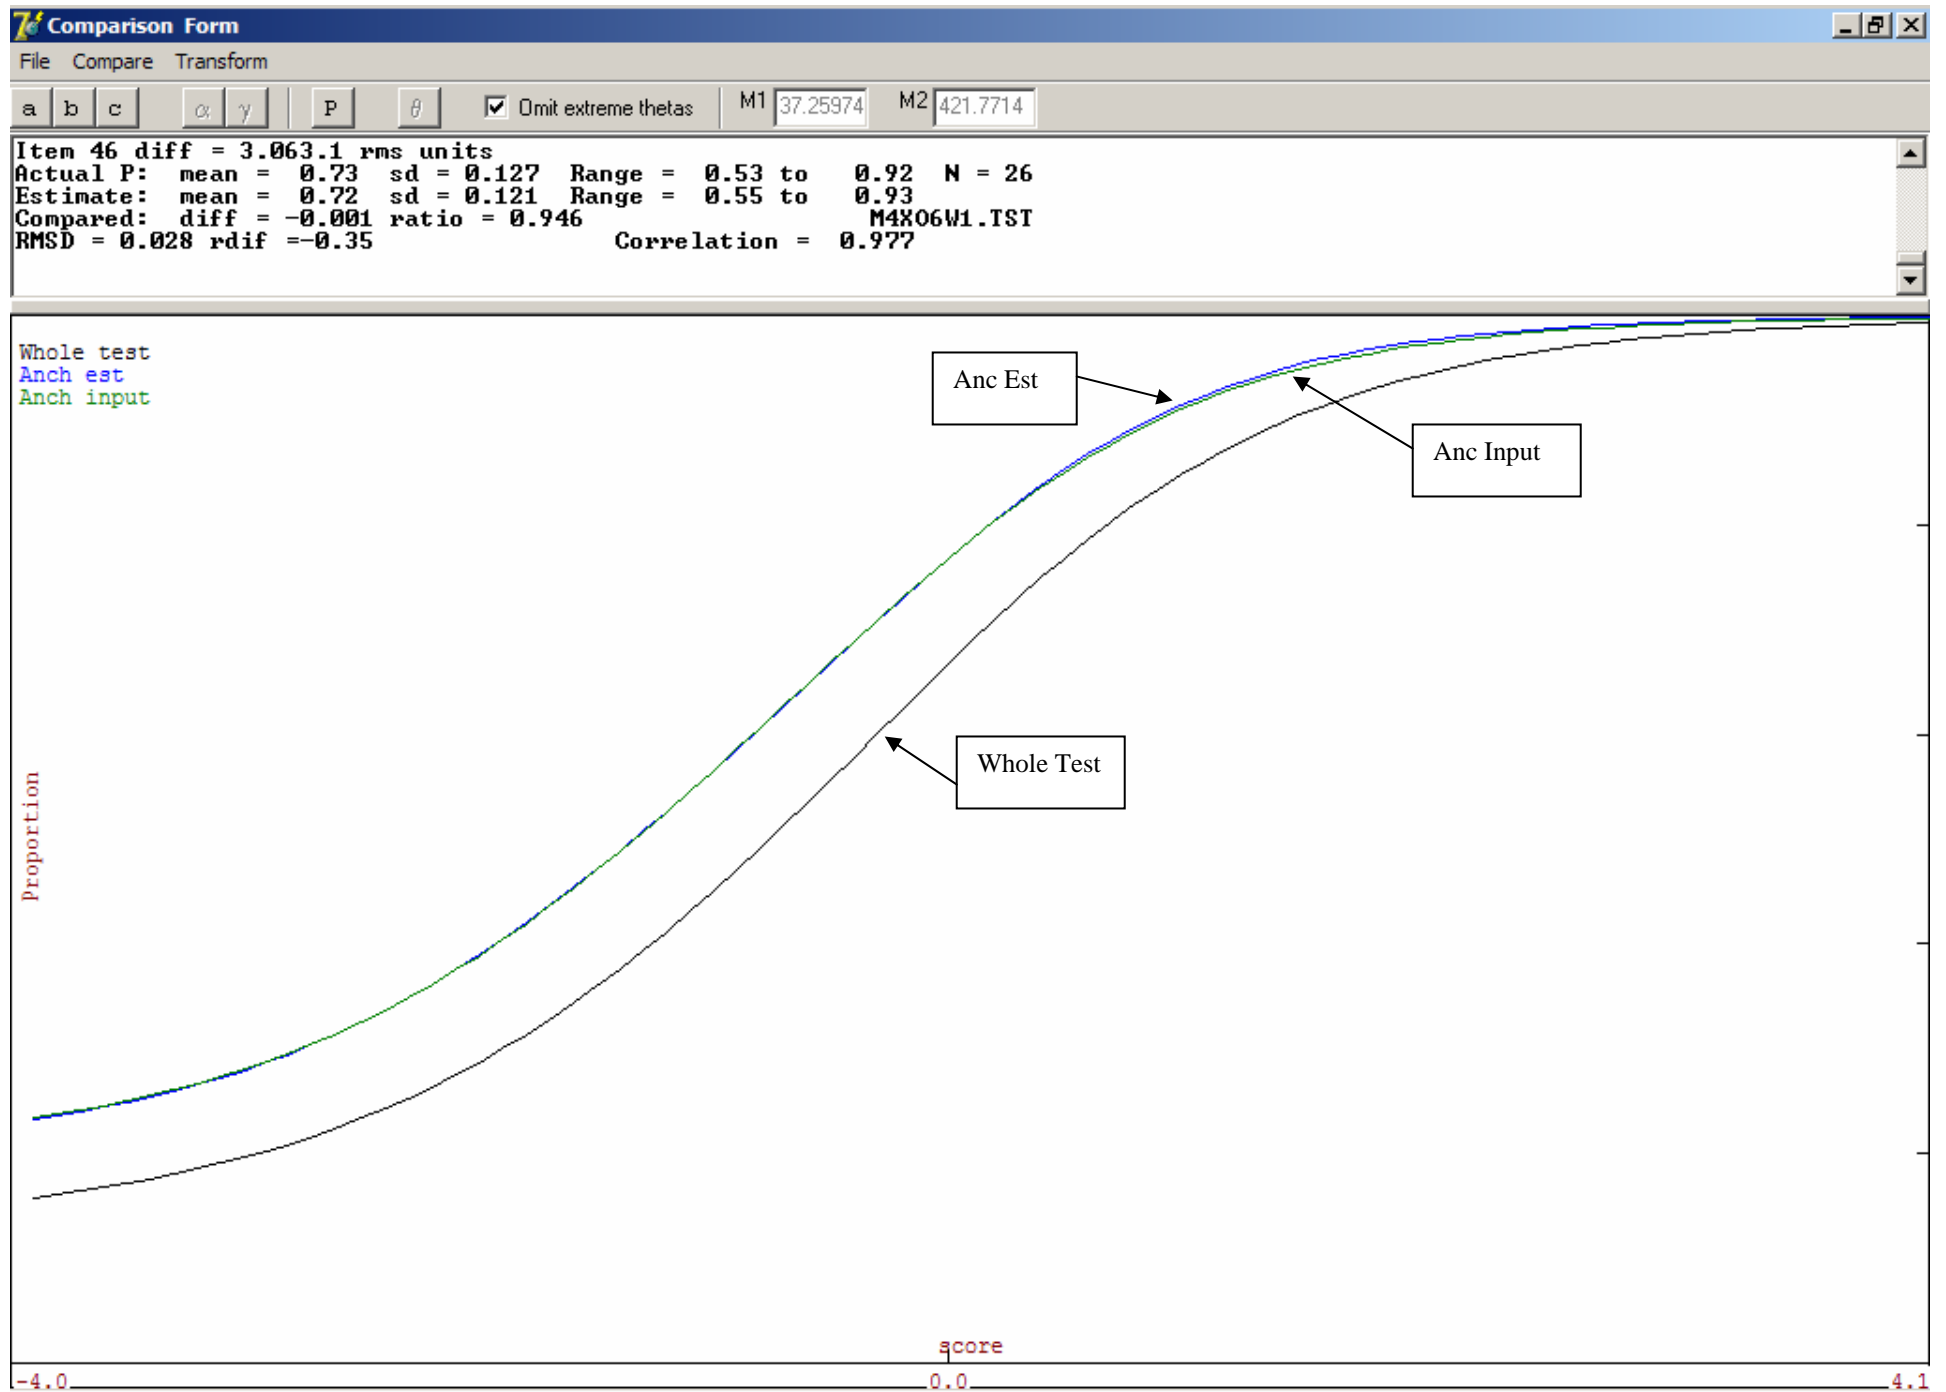 Comparison Form
File Compare Transform
a b c α γ P θ Omit extreme thetas M1 37.25974 M2 421.7714
Item 46 diff = 3.063.1 rms units
Actual P: mean = 0.73 sd = 0.127 Range = 0.53 to 0.92 N = 26
Estimate: mean = 0.72 sd = 0.121 Range = 0.55 to 0.93
Compared: diff = -0.001 ratio = 0.946 M4XO6W1.TST
RMSD = 0.028 rdif =-0.35 Correlation = 0.977
Whole test
Anch est
Anch input
Anc Est
Anc Input
Whole Test
Proportion
score
-4.0 0.0 4.1